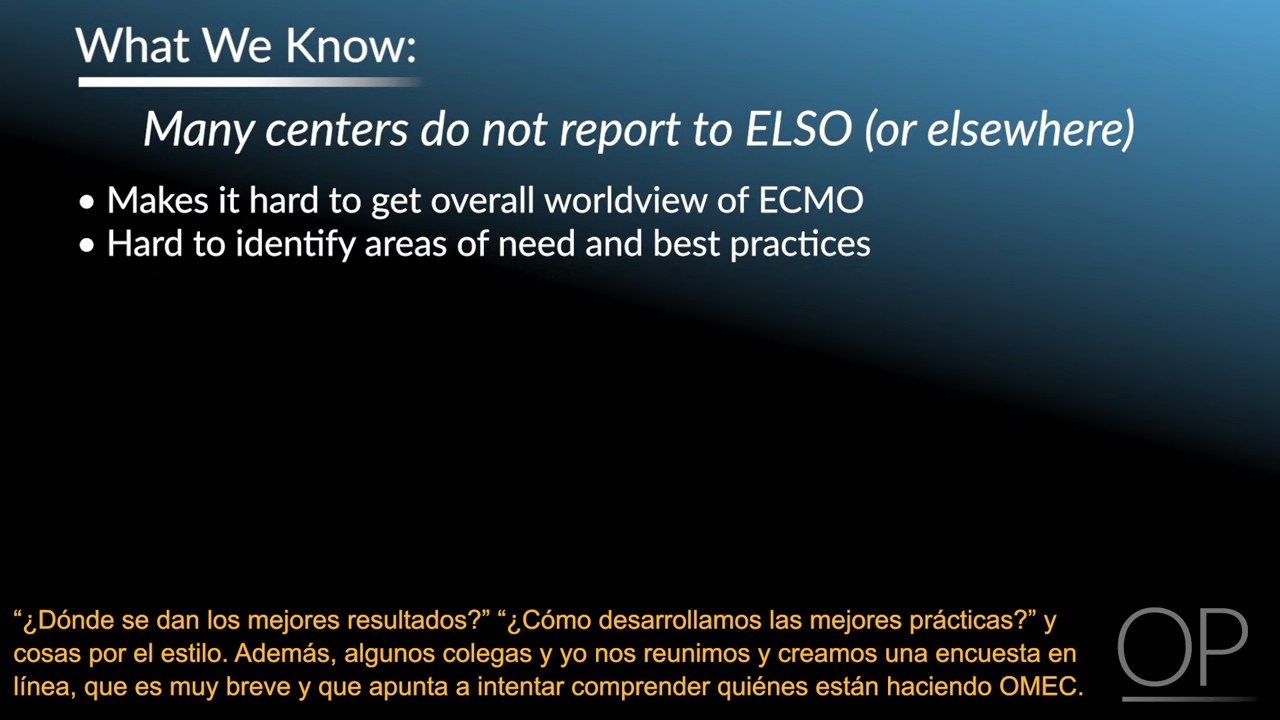 What We Know:
Many centers do not report to ELSO (or elsewhere)
• Makes it hard to get overall worldview of ECMO
• Hard to identify areas of need and best practices
“¿Dónde se dan los mejores resultados?” “¿Cómo desarrollamos las mejores prácticas?” y
cosas por el estilo. Además, algunos colegas y yo nos reunimos y creamos una encuesta en
línea, que es muy breve y que apunta a intentar comprender quiénes están haciendo OMEC.
OP